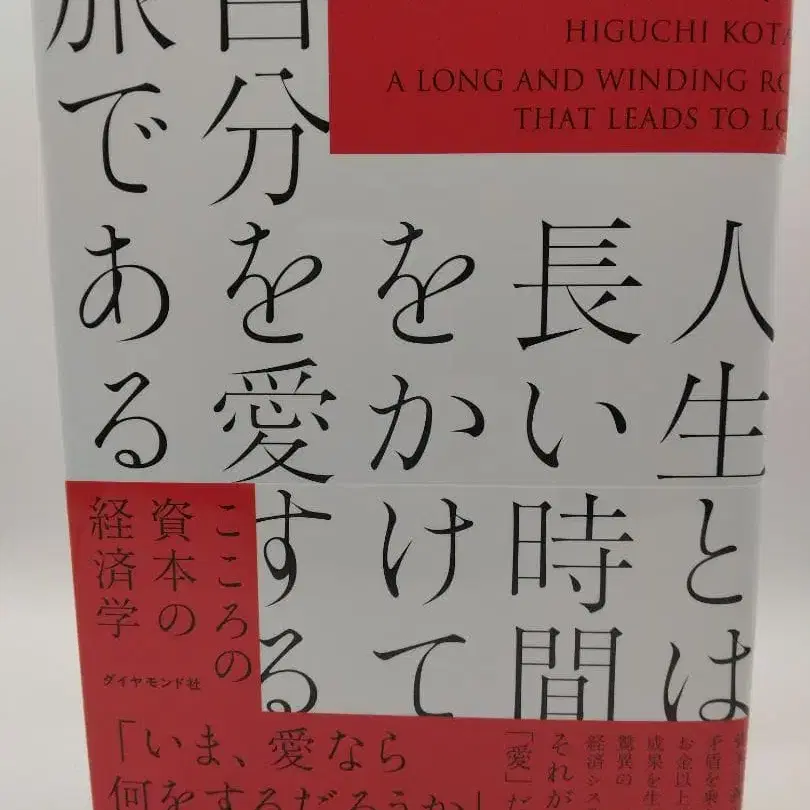 HIGUCHI KOTA
A LONG AND WINDING RO
THAT LEADS TO LO
人生とは
長い時間
をかけて
自分を愛する
旅である
こころの
資本の
経済学
ダイヤモンド社
「いま、愛なら
何をするだろうか」
矛盾を
お金以上
成果を生
驚異の
経済シス
それが
「愛」だ